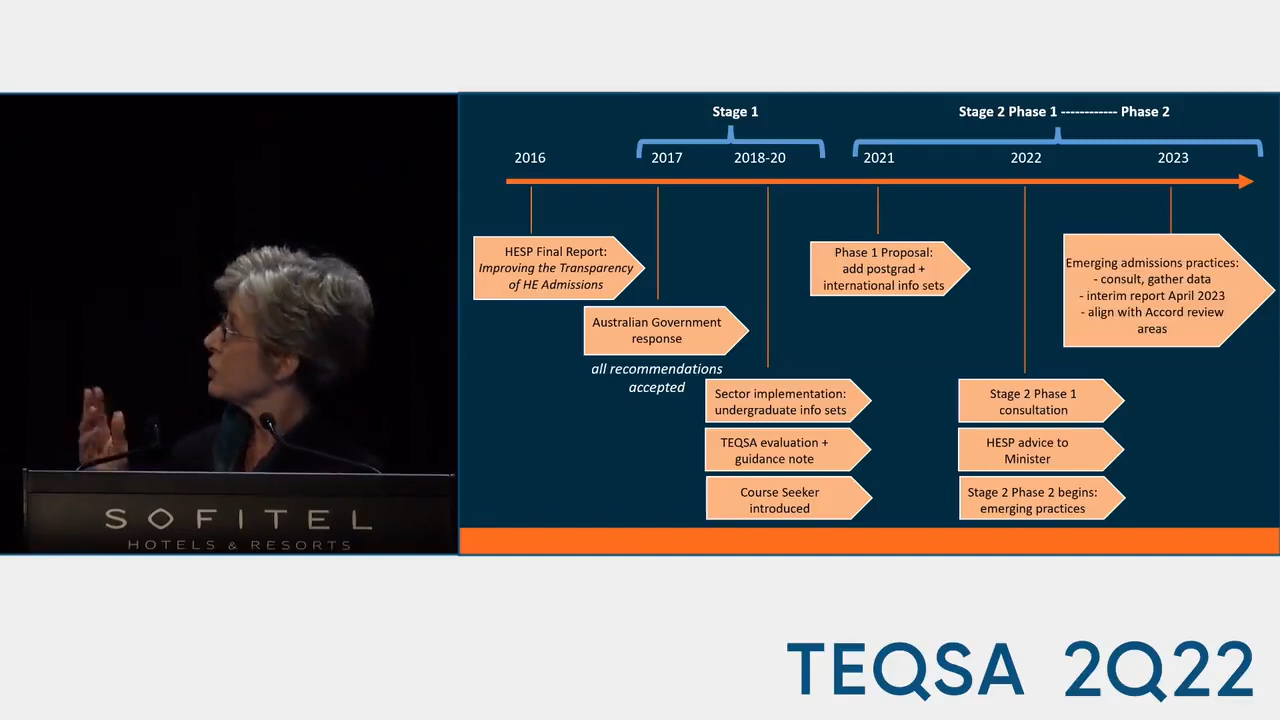 Stage 1
Stage 2 Phase 1 ------------ Phase 2
2016
2017
2018-20
2021
2022
2023
HESP Final Report:
Improving the Transparency
of HE Admissions
Australian Government
response
all recommendations
accepted
Sector implementation:
undergraduate info sets
TEQSA evaluation +
guidance note
Course Seeker
introduced
Phase 1 Proposal:
add postgrad +
international info sets
Stage 2 Phase 1
consultation
HESP advice to
Minister
Stage 2 Phase 2 begins:
emerging practices
Emerging admissions practices:
- consult, gather data
- interim report April 2023
- align with Accord review
areas
SOFITEL
HOTELS & RESORTS
TEQSA 2Q22